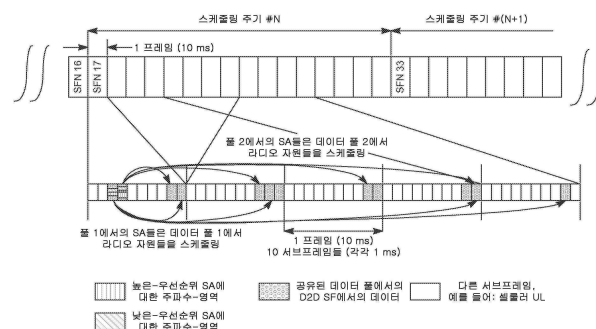 스케줄링 주기 #N
스케줄링 주기 #(N+1)
1 프레임 (10 ms)
SFN 16
SFN 17
SFN 33
풀 2에서의 SA들은 데이터 풀 2에서
라디오 자원들을 스케줄링
풀 1에서의 SA들은 데이터 풀 1에서
라디오 자원들을 스케줄링
1 프레임 (10 ms)
10 서브프레임들 (각각 1 ms)
높은-우선순위 SA에
대한 주파수-영역
공유된 데이터 풀에서의
D2D SF에서의 데이터
다른 서브프레임,
예를 들어: 셀룰러 UL
낮은-우선순위 SA에
대한 주파수-영역